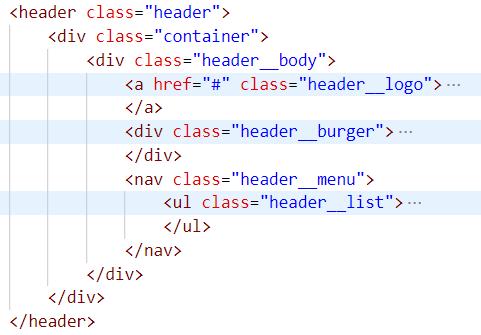 <header class="header">
<div class="container">
<div class="header__body">
<a href="#" class="header__logo">···
</a>
<div class="header__burger">···
</div>
<nav class="header__menu">
<ul class="header__list">···
</ul>
</nav>
</div>
</div>
</header>